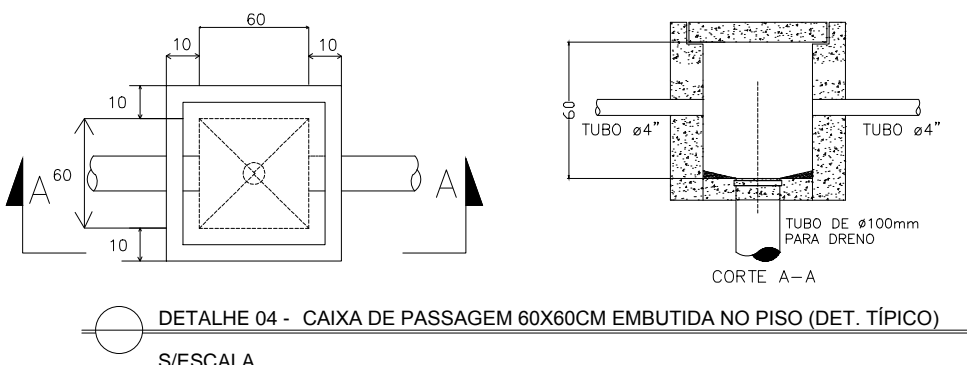 60
10
10
10
60
A
A
10
60
TUBO ø4"
TUBO ø4"
TUBO DE ø100mm
PARA DRENO
CORTE A-A
DETALHE 04 - CAIXA DE PASSAGEM 60X60CM EMBUTIDA NO PISO (DET. TÍPICO)
S/ESCALA